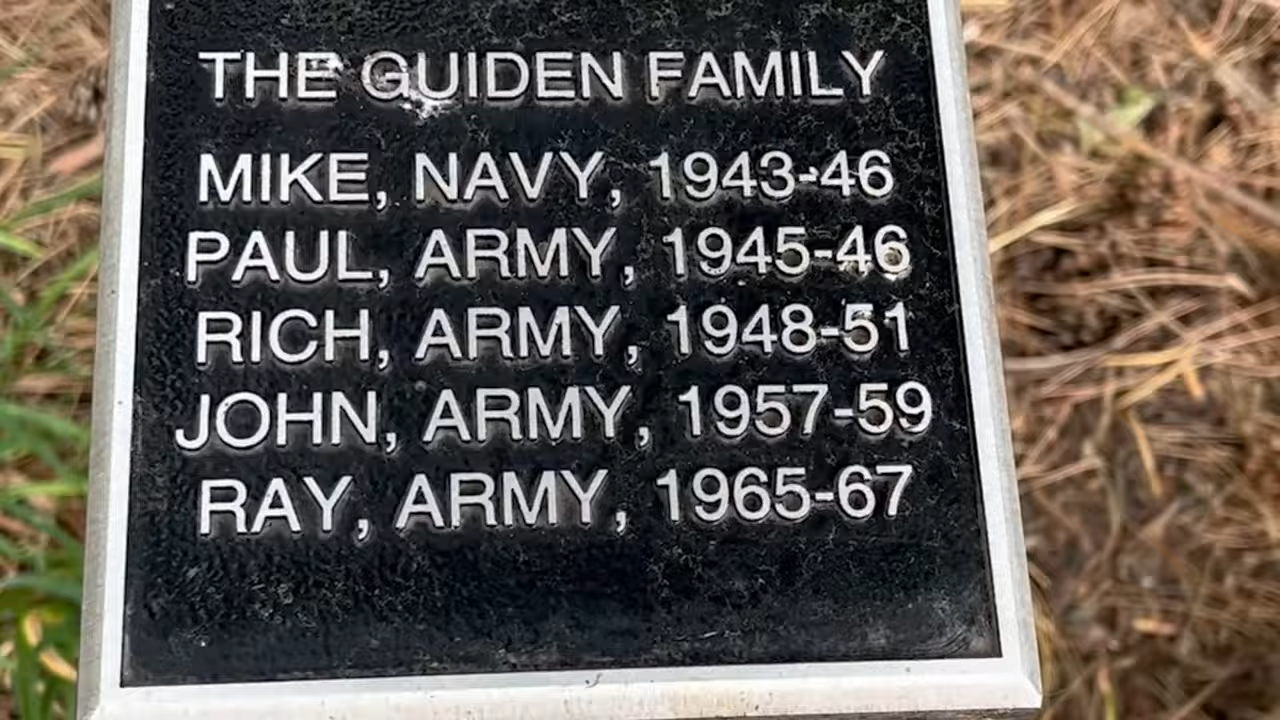 THE GUIDEN FAMILY
MIKE, NAVY, 1943-46
PAUL, ARMY, 1945-46
RICH, ARMY, 1948-51
JOHN, ARMY, 1957-59
RAY, ARMY, 1965-67